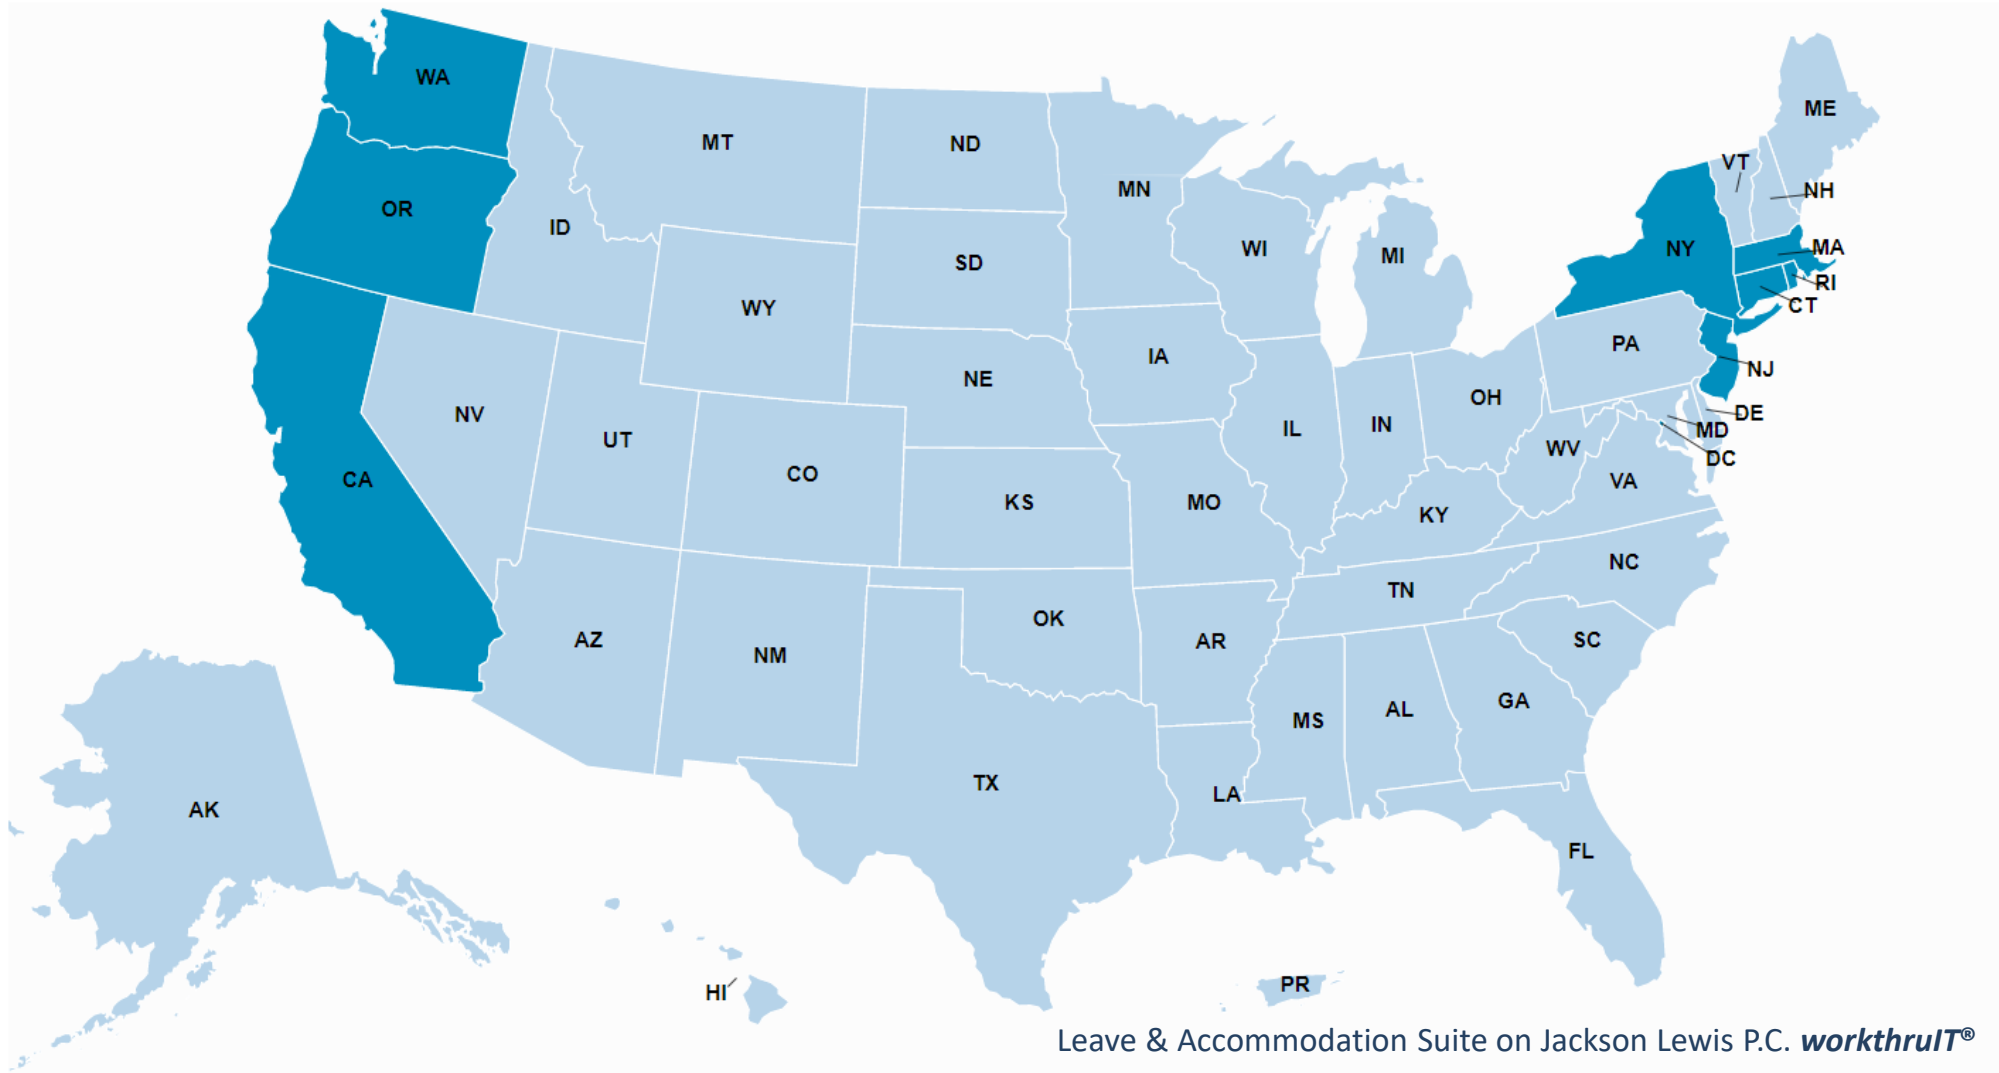 WA
ME
MT
ND
VT
MN
NH
OR
ID
WI
NY
MA
MI
SD
RI
CT
WY
PA
IA
NJ
NE
OH
NV
DE
IN
IL
MD
UT
WV
DC
CO
CA
VA
KS
MO
KY
NC
TN
OK
AZ
AR
SC
NM
GA
AL
MS
TX
LA
AK
FL
PR
HI
Leave & Accommodation Suite on Jackson Lewis P.C. workthruIT®